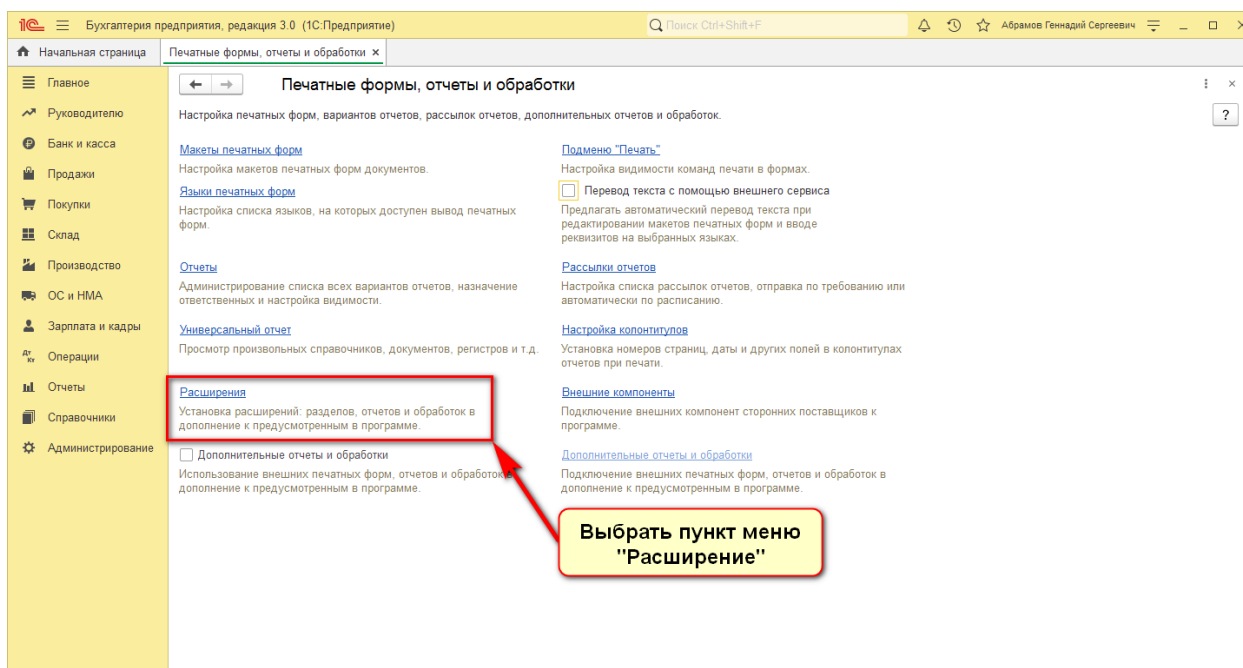 1С Бухгалтерия предприятия, редакция 3.0 (1С:Предприятие)
Поиск Ctrl+Shift+F
Абрамов Геннадий Сергеевич
Начальная страница
Печатные формы, отчеты и обработки ×
Главное
Руководителю
Банк и касса
Продажи
Покупки
Склад
Производство
ОС и НМА
Зарплата и кадры
Дт Кт Операции
Отчеты
Справочники
Администрирование
Печатные формы, отчеты и обработки
?
Настройка печатных форм, вариантов отчетов, рассылок отчетов, дополнительных отчетов и обработок.
Макеты печатных форм
Настройка макетов печатных форм документов.
Языки печатных форм
Настройка списка языков, на которых доступен вывод печатных
форм.
Подменю "Печать"
Настройка видимости команд печати в формах.
Перевод текста с помощью внешнего сервиса
Предлагать автоматический перевод текста при
редактировании макетов печатных форм и вводе
реквизитов на выбранных языках.
Отчеты
Администрирование списка всех вариантов отчетов, назначение
ответственных и настройка видимости.
Рассылки отчетов
Настройка списка рассылок отчетов, отправка по требованию или
автоматически по расписанию.
Универсальный отчет
Просмотр произвольных справочников, документов, регистров и т.д.
Настройка колонтитулов
Установка номеров страниц, даты и других полей в колонтитулах
отчетов при печати.
Расширения
Установка расширений: разделов, отчетов и обработок в
дополнение к предусмотренным в программе.
Внешние компоненты
Подключение внешних компонент сторонних поставщиков к
программе.
Дополнительные отчеты и обработки
Использование внешних печатных форм, отчетов и обработок в
дополнение к предусмотренным в программе.
Дополнительные отчеты и обработки
Подключение внешних печатных форм, отчетов и обработок в
дополнение к предусмотренным в программе.
Выбрать пункт меню
"Расширение"